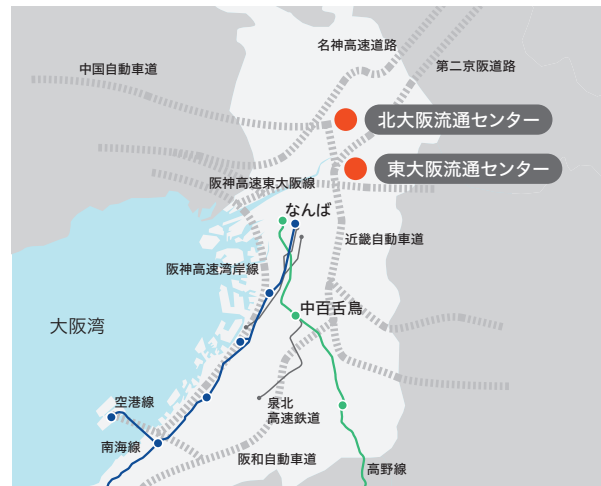 名神高速道路
中国自動車道
第二京阪道路
北大阪流通センター
東大阪流通センター
阪神高速東大阪線
なんば
近畿自動車道
阪神高速湾岸線
中百舌鳥
大阪湾
空港線
泉北
高速鉄道
南海線
阪和自動車道
高野線